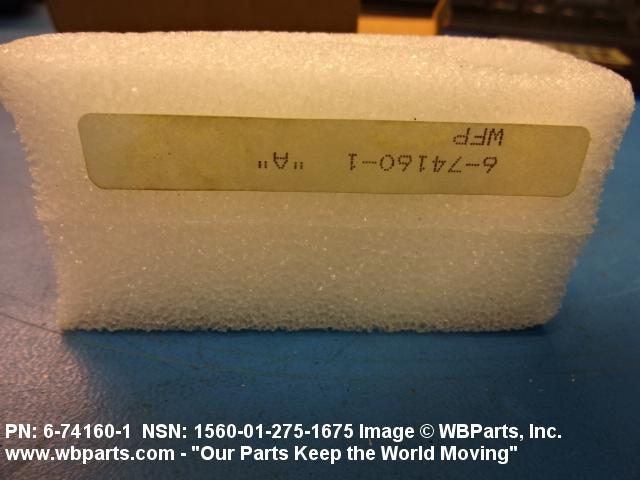 6-74160-1 "A"
WFP
PN: 6-74160-1 NSN: 1560-01-275-1675 Image © WBParts, Inc.
www.wbparts.com - "Our Parts Keep the World Moving"